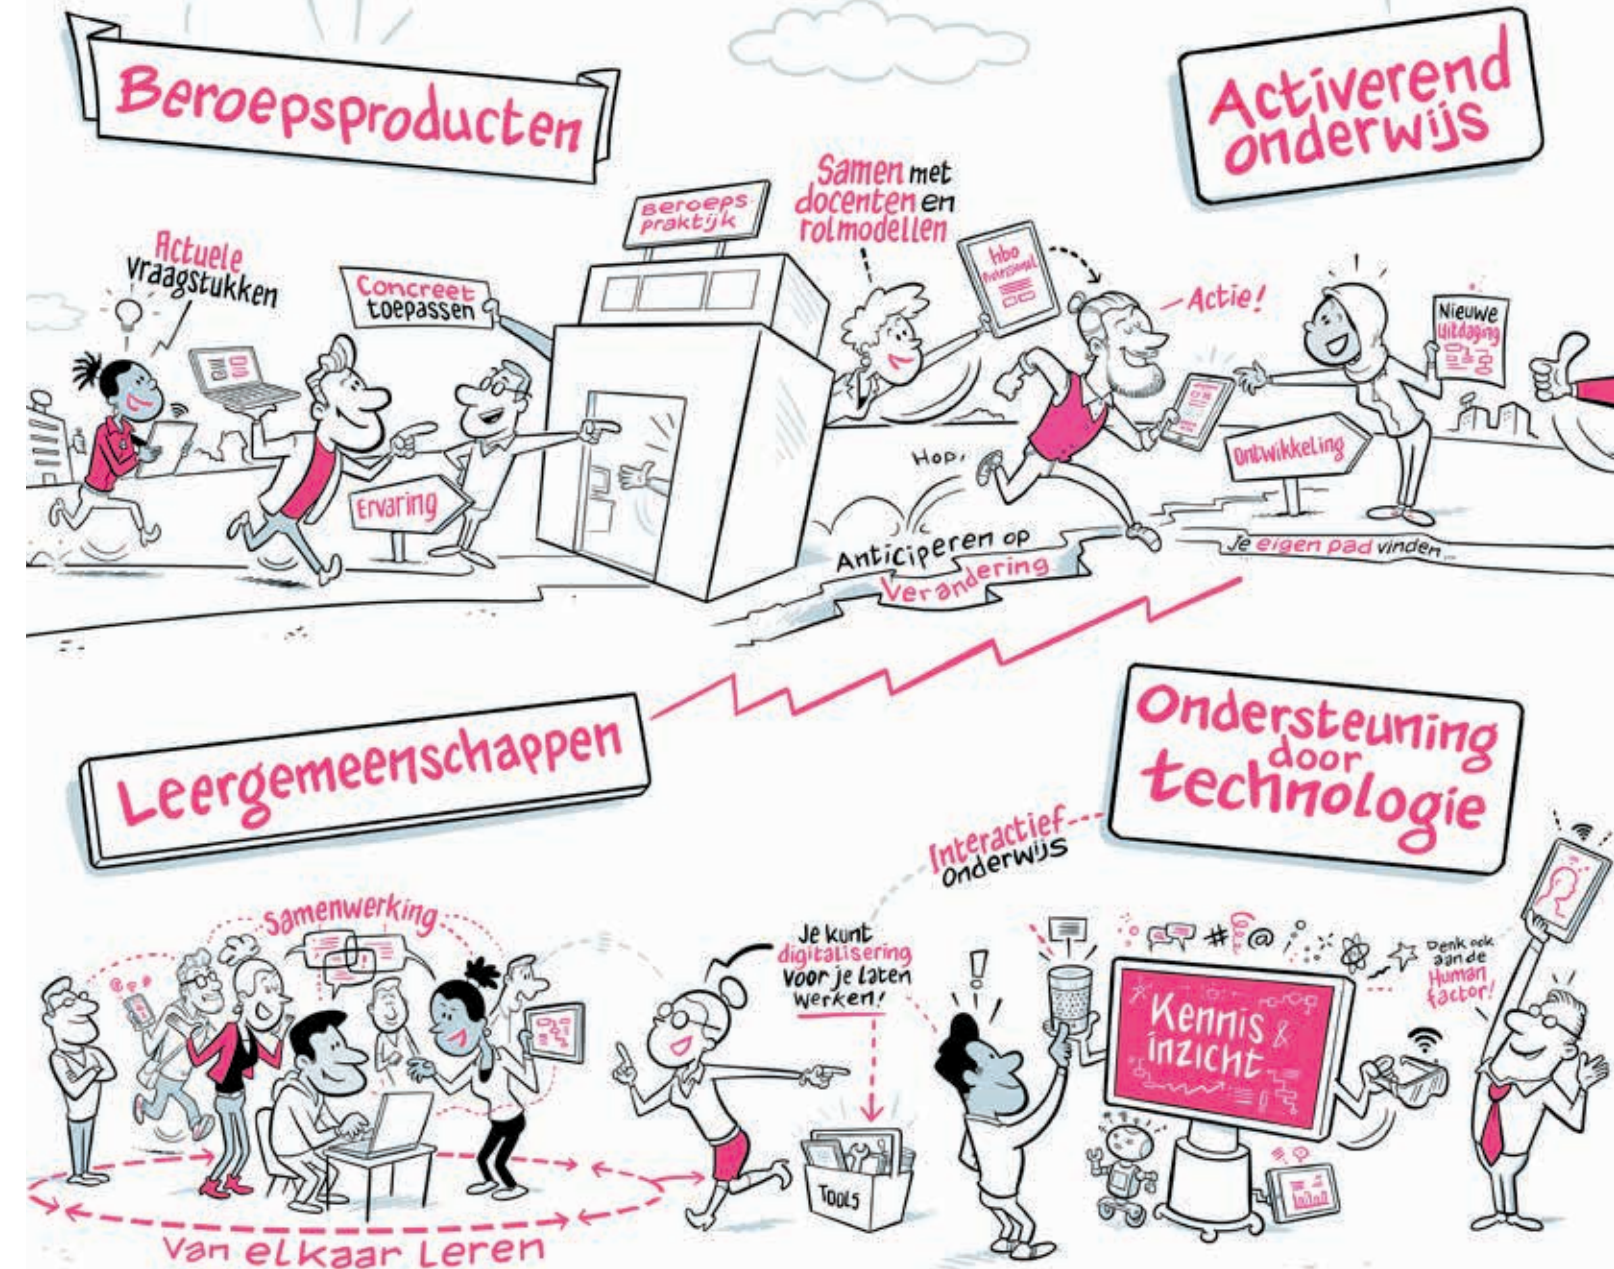 Beroepsproducten
Activerend
onderwijs
Actuele
vraagstukken
Concreet
toepassen
Beroeps-
praktijk
Samen met
docenten en
rolmodellen
hbo
Professional
Actie!
Nieuwe
uitdaging
Ervaring
Hop,
Ontwikkeling
Anticiperen op
Verandering
Je eigen pad vinden...
Leergemeenschappen
Ondersteuning
door
technologie
Interactief
onderwijs
Samenwerking
Je kunt
digitalisering
voor je laten
werken!
!
# @
Denk ook
aan de
Human
factor!
Kennis &
inzicht
TOOLS
Van elkaar Leren